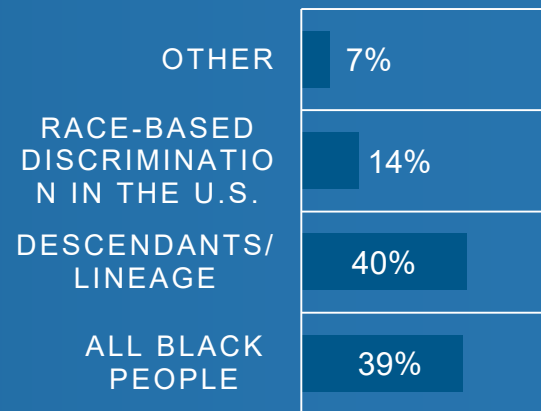 OTHER
7%
RACE-BASED
DISCRIMINATIO
N IN THE U.S.
14%
DESCENDANTS/
LINEAGE
40%
ALL BLACK
PEOPLE
39%